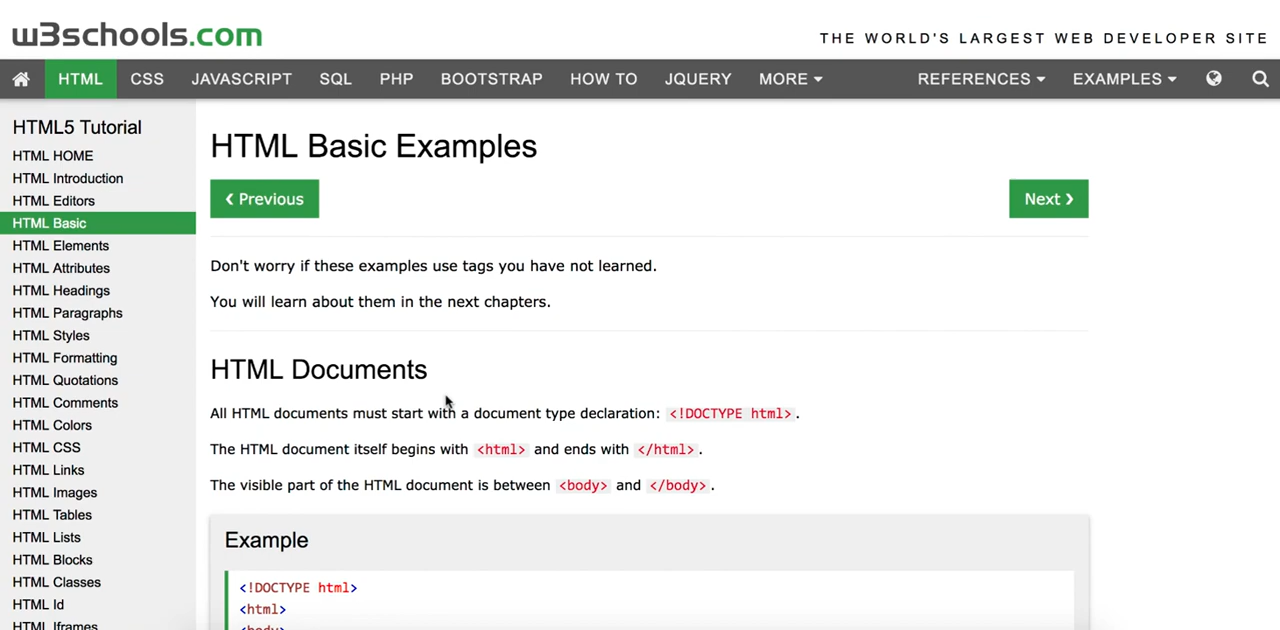 w3schools.com
THE WORLD'S LARGEST WEB DEVELOPER SITE
HTML CSS JAVASCRIPT SQL PHP BOOTSTRAP HOW TO JQUERY MORE REFERENCES EXAMPLES
HTML5 Tutorial
HTML HOME
HTML Introduction
HTML Editors
HTML Basic
HTML Elements
HTML Attributes
HTML Headings
HTML Paragraphs
HTML Styles
HTML Formatting
HTML Quotations
HTML Comments
HTML Colors
HTML CSS
HTML Links
HTML Images
HTML Tables
HTML Lists
HTML Blocks
HTML Classes
HTML Id
HTML Iframes
HTML Basic Examples
❮ Previous
Next ❯
Don't worry if these examples use tags you have not learned.
You will learn about them in the next chapters.
HTML Documents
All HTML documents must start with a document type declaration: <!DOCTYPE html>.
The HTML document itself begins with <html> and ends with </html>.
The visible part of the HTML document is between <body> and </body>.
Example
<!DOCTYPE html>
<html>
<body>